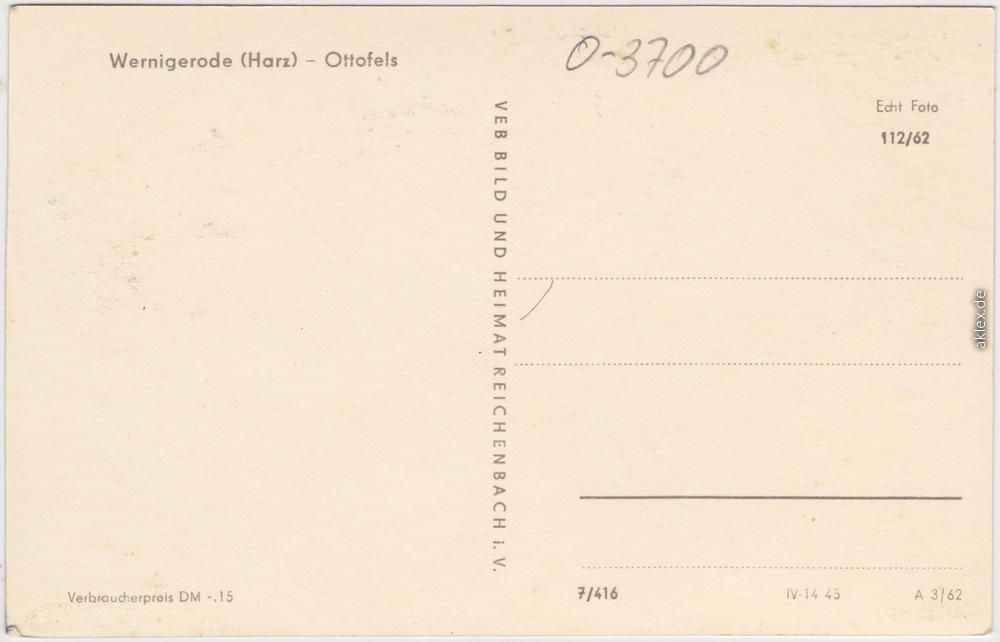 Wernigerode (Harz) – Ottofels
O-3700
Echt Foto
112/62
VEB BILD UND HEIMAT REICHENBACH i. V.
Verbraucherpreis DM -.15
7/416
IV-14 45
A 3/62
aklex.de